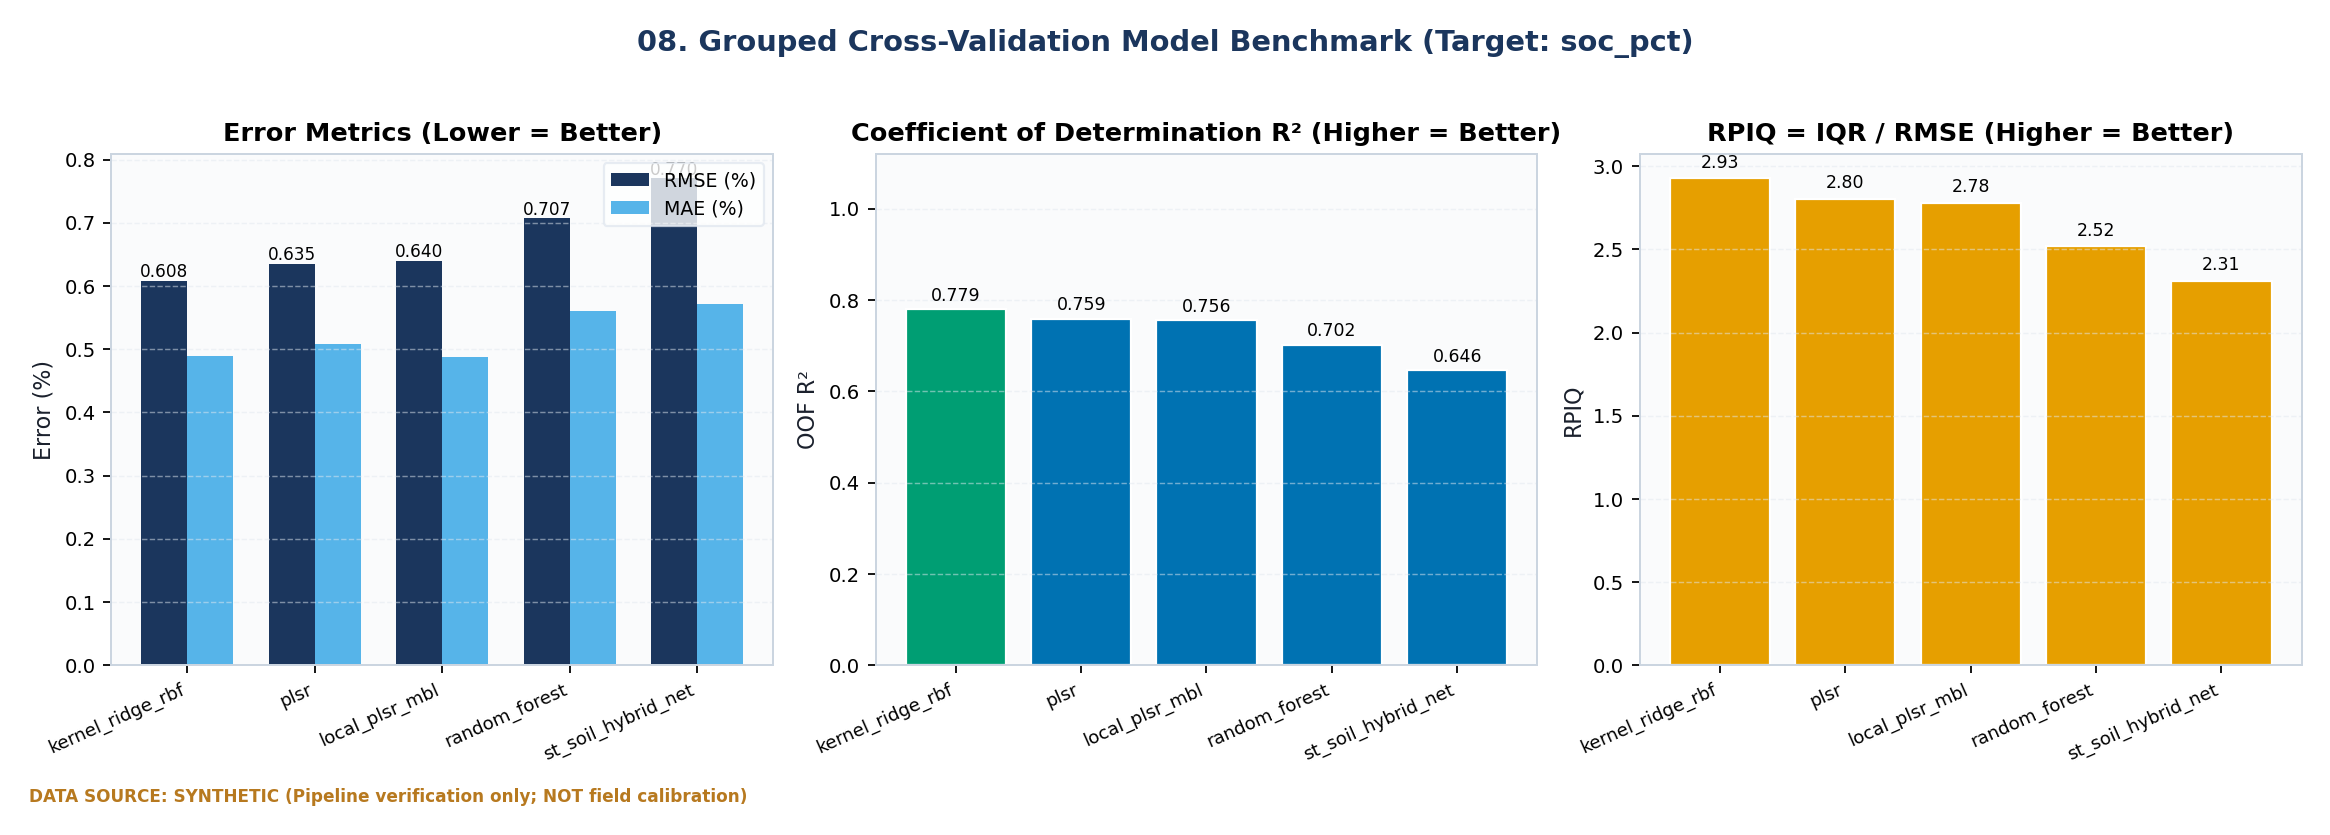 08. Grouped Cross-Validation Model Benchmark (Target: soc_pct)
Error Metrics (Lower = Better)
0.8
0.7
0.6
0.5
0.4
0.3
0.2
0.1
0.0
Error (%)
0.608
0.635
0.640
0.707
0.770
RMSE (%)
MAE (%)
kernel_ridge_rbf
plsr
local_plsr_mbl
random_forest
st_soil_hybrid_net
Coefficient of Determination R² (Higher = Better)
1.0
0.8
0.6
0.4
0.2
0.0
OOF R²
0.779
0.759
0.756
0.702
0.646
kernel_ridge_rbf
plsr
local_plsr_mbl
random_forest
st_soil_hybrid_net
RPIQ = IQR / RMSE (Higher = Better)
3.0
2.5
2.0
1.5
1.0
0.5
0.0
RPIQ
2.93
2.80
2.78
2.52
2.31
kernel_ridge_rbf
plsr
local_plsr_mbl
random_forest
st_soil_hybrid_net
DATA SOURCE: SYNTHETIC (Pipeline verification only; NOT field calibration)